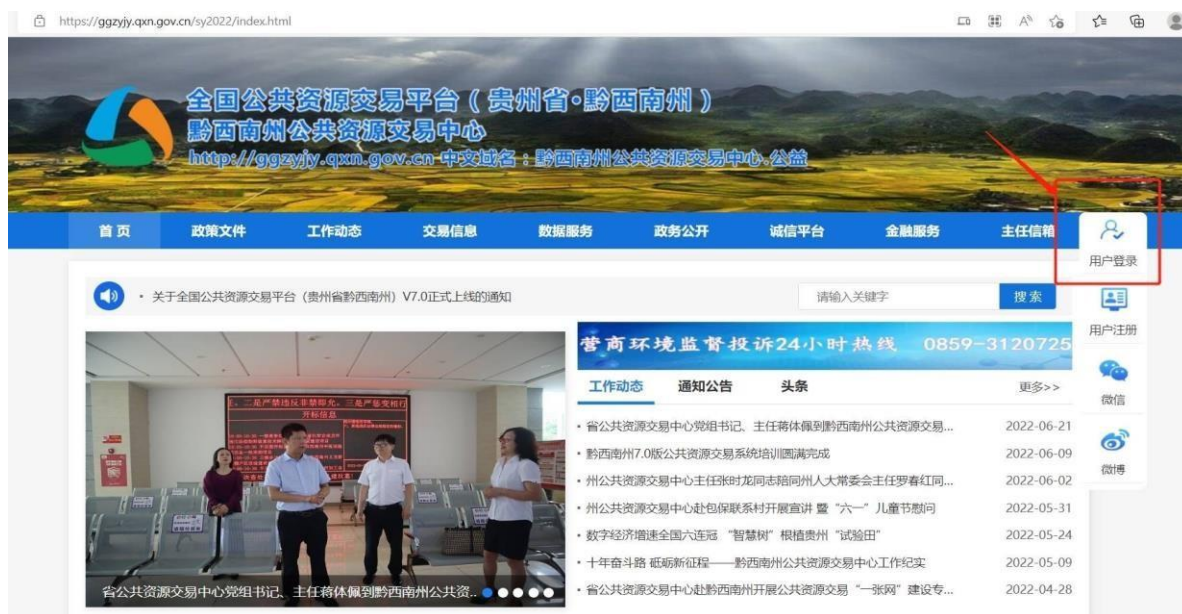 https://ggzyjy.qxn.gov.cn/sy2022/index.html
全国公共资源交易平台（贵州省•黔西南州）
黔西南州公共资源交易中心
http://ggzyjy.qxn.gov.cn 中文域名：黔西南州公共资源交易中心.公益
首页 政策文件 工作动态 交易信息 数据服务 政务公开 诚信平台 金融服务 主任信箱
用户登录
用户注册
微信
微博
· 关于全国公共资源交易平台（贵州省黔西南州）V7.0正式上线的通知
请输入关键字 搜索
二是严禁违反非禁即允。三是严惩变相行
开标信息
省公共资源交易中心党组书记、主任蒋体佩到黔西南州公共资..
营商环境监督投诉24小时热线 0859-3120725
工作动态 通知公告 头条 更多>>
· 省公共资源交易中心党组书记、主任蒋体佩到黔西南州公共资源交易... 2022-06-21
· 黔西南州7.0版公共资源交易系统培训圆满完成 2022-06-09
· 州公共资源交易中心主任张时龙同志陪同州人大常委会主任罗春红同... 2022-06-02
· 州公共资源交易中心赴包保联系村开展宣讲 暨“六一”儿童节慰问 2022-05-31
· 数字经济增速全国六连冠 “智慧树”根植贵州“试验田” 2022-05-24
· 十年奋斗路 砥砺新征程——黔西南州公共资源交易中心工作纪实 2022-05-09
· 省公共资源交易中心赴黔西南州开展公共资源交易“一张网”建设专... 2022-04-28